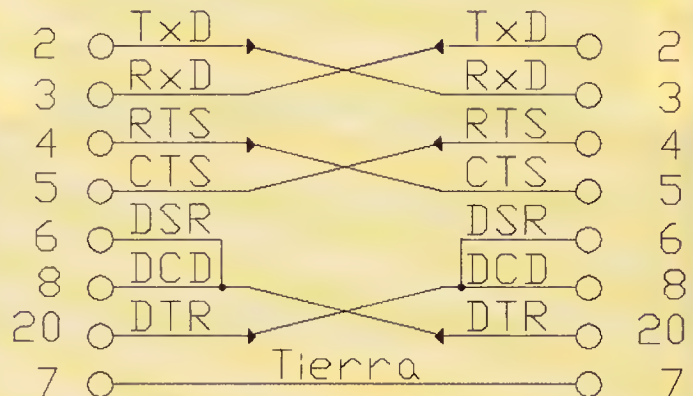 2 TxD TxD 2
3 RxD RxD 3
4 RTS RTS 4
5 CTS CTS 5
6 DSR DSR 6
8 DCD DCD 8
20 DTR DTR 20
7 Tierra 7